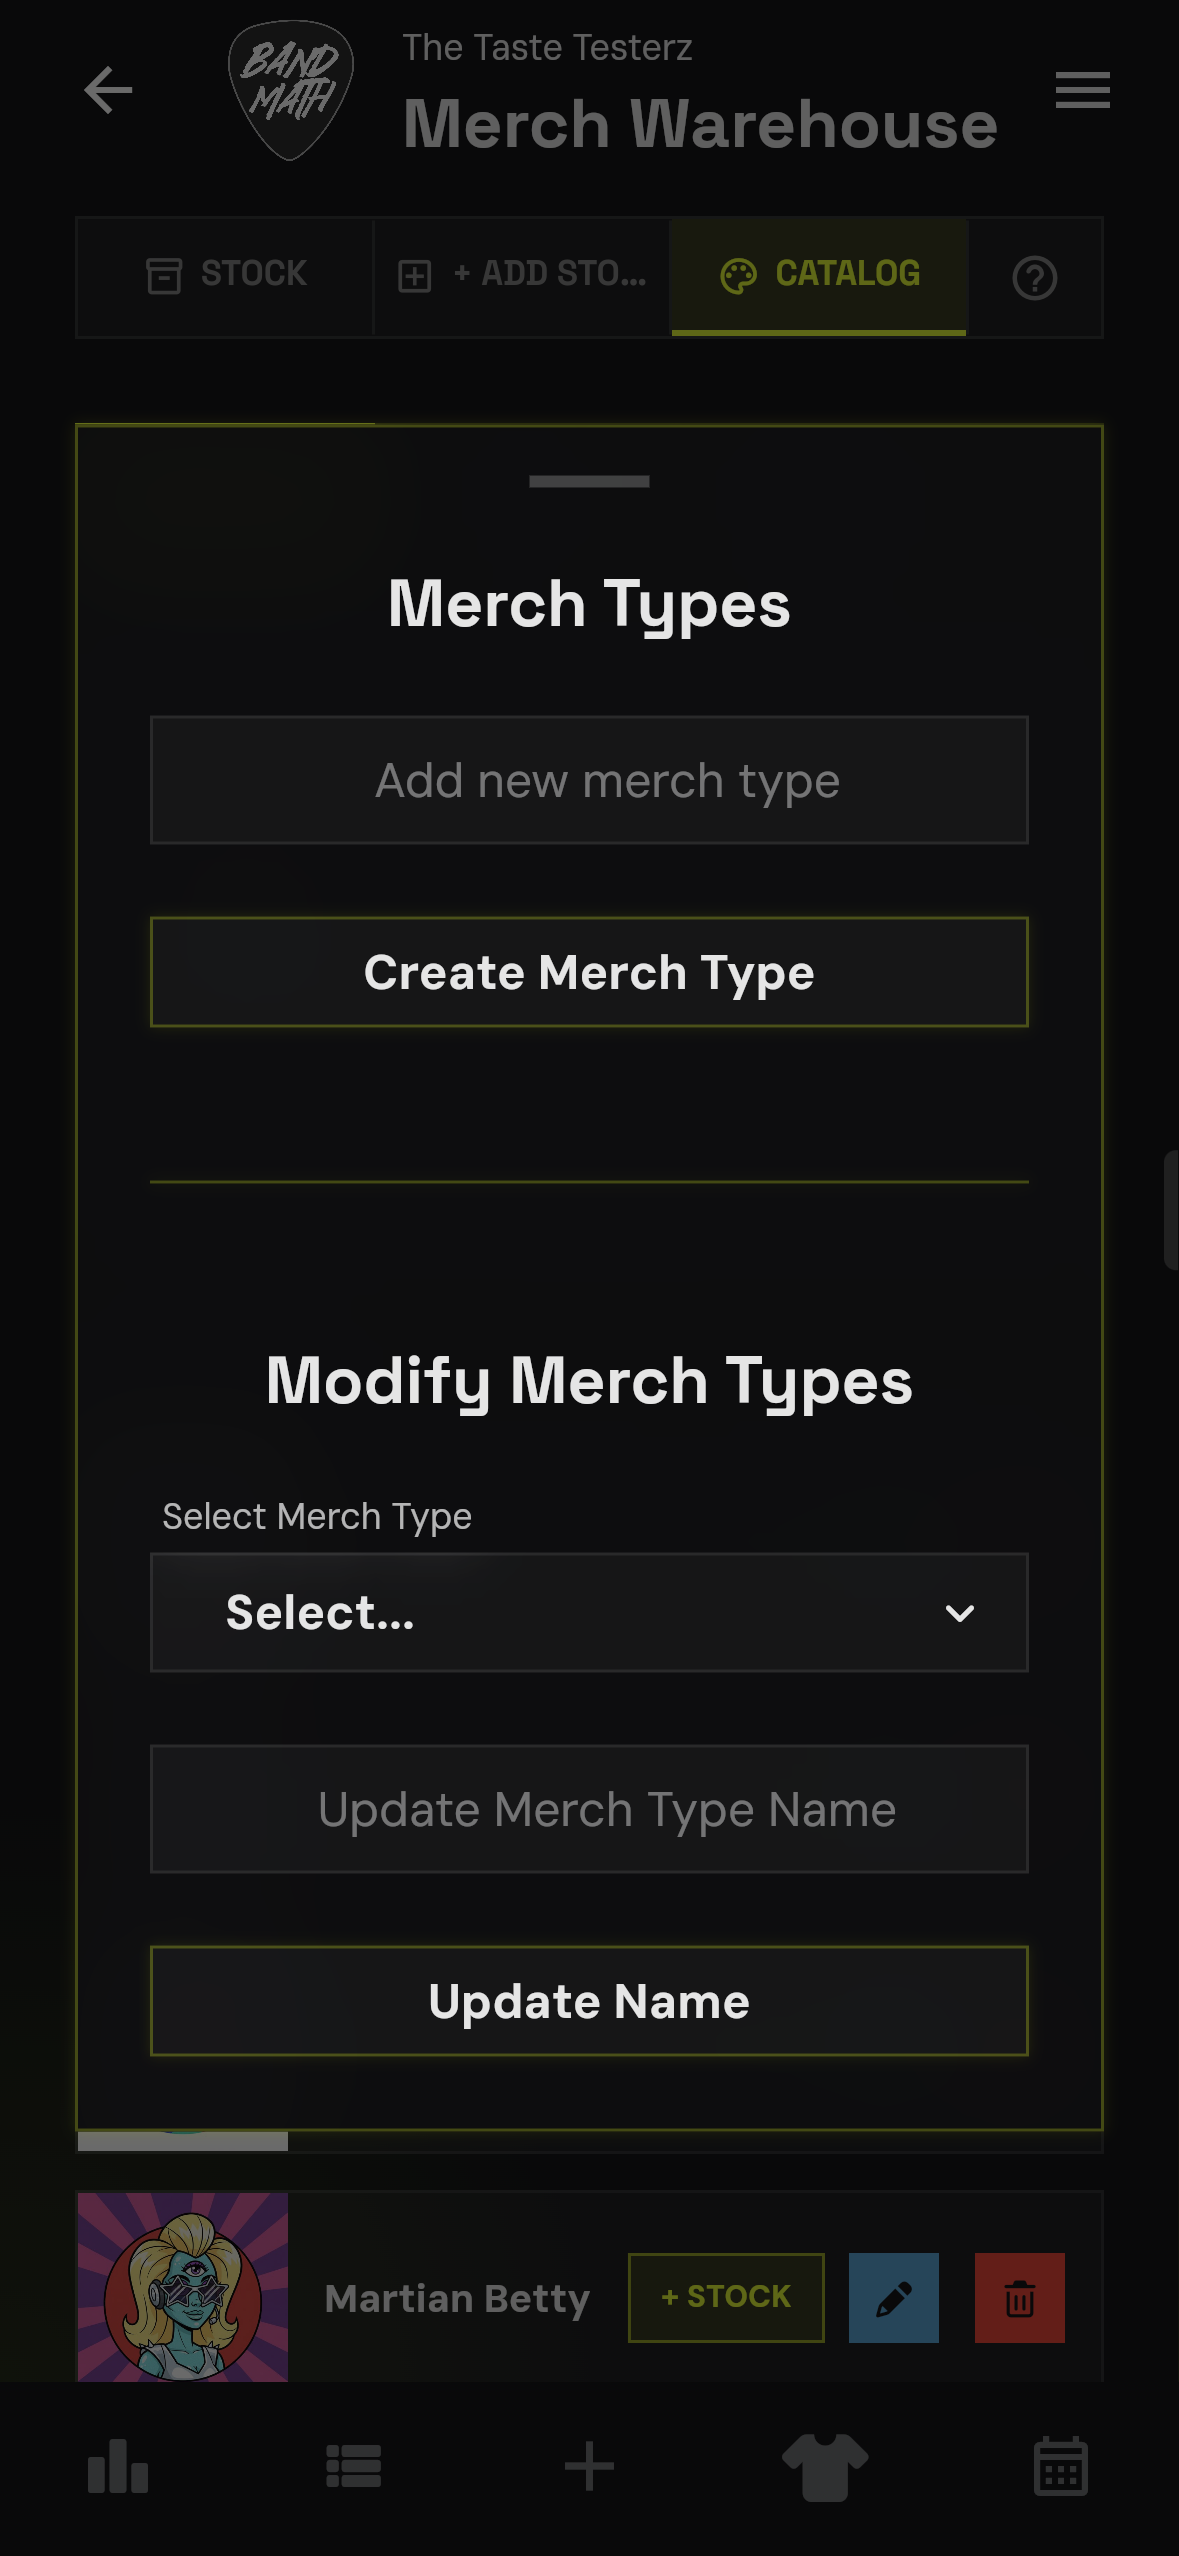 BAND
MATH
The Taste Testerz
Merch Warehouse
STOCK
+ ADD STO...
CATALOG
Merch Types
Add new merch type
Create Merch Type
Modify Merch Types
Select Merch Type
Select...
Update Merch Type Name
Update Name
Martian Betty
+ STOCK